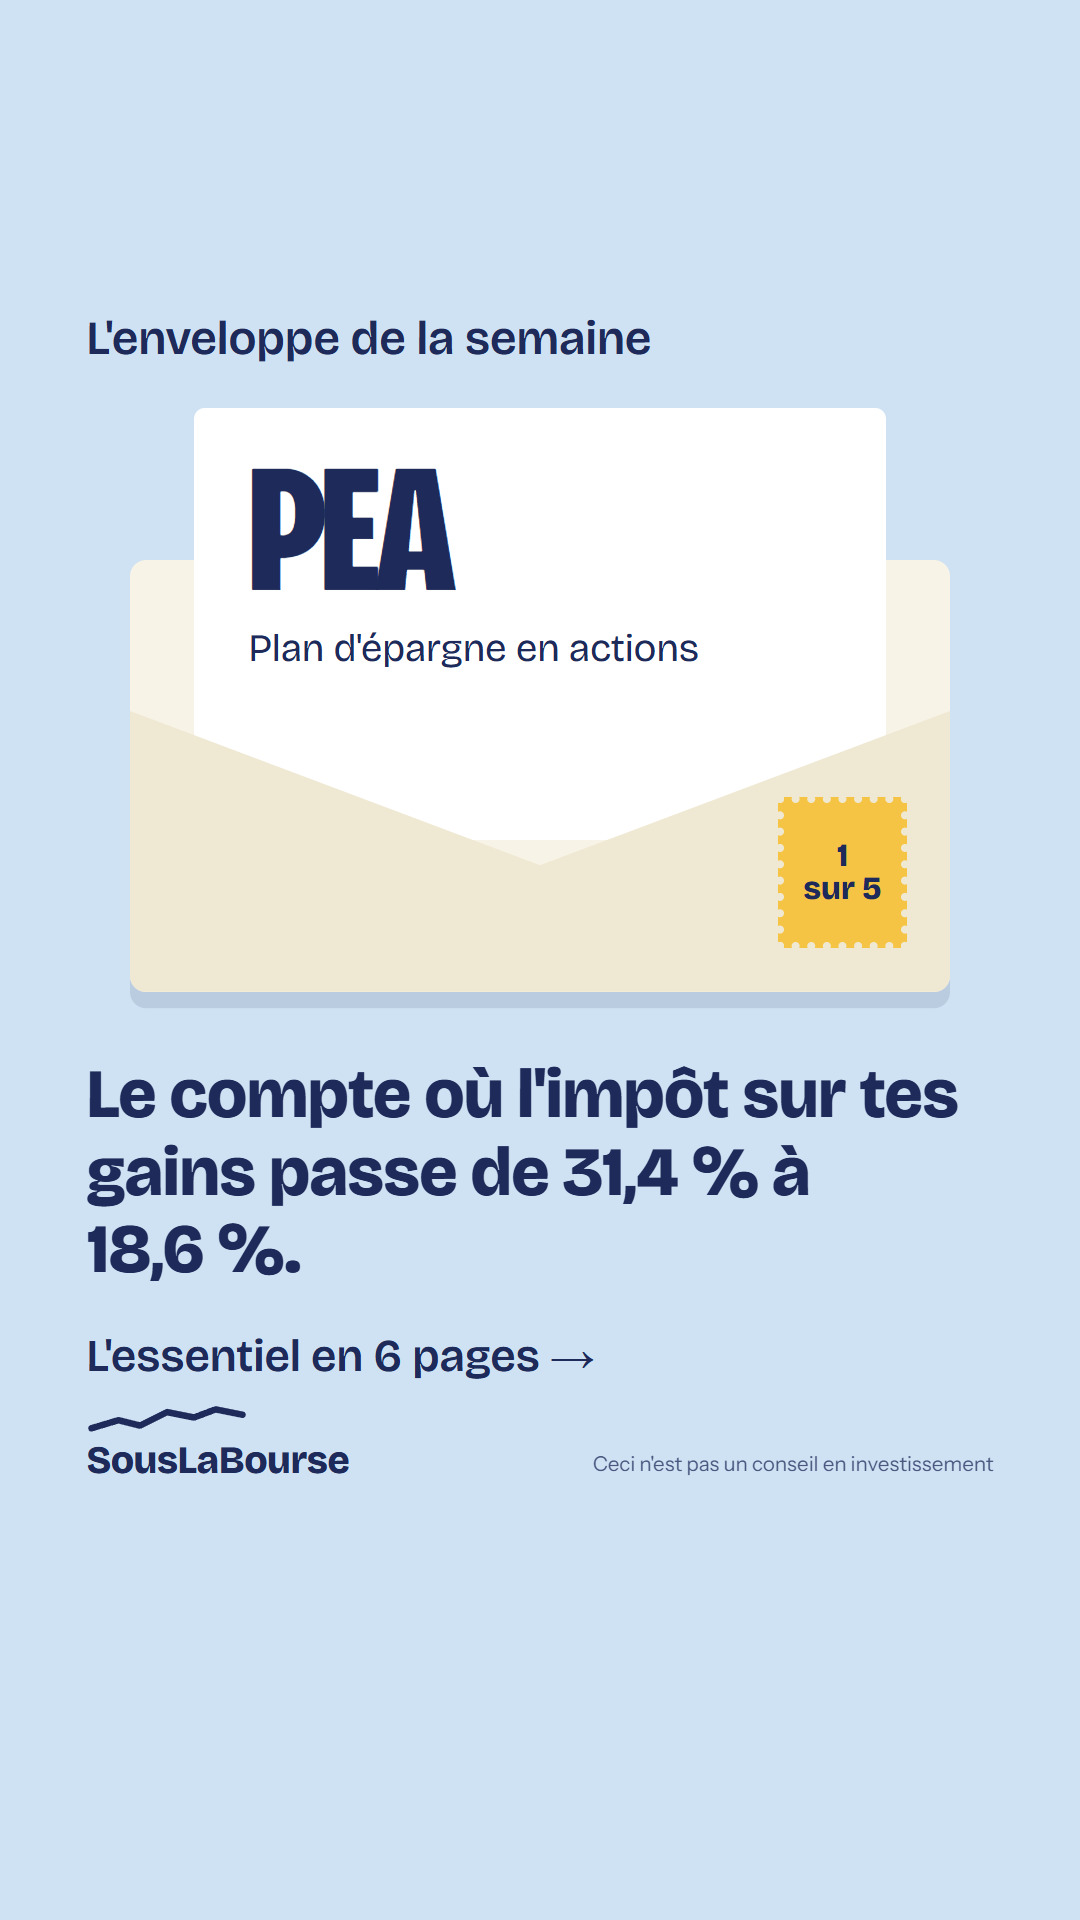 L'enveloppe de la semaine
PEA
Plan d'épargne en actions
1
sur 5
Le compte où l'impôt sur tes
gains passe de 31,4 % à
18,6 %.
L'essentiel en 6 pages →
SousLaBourse
Ceci n'est pas un conseil en investissement